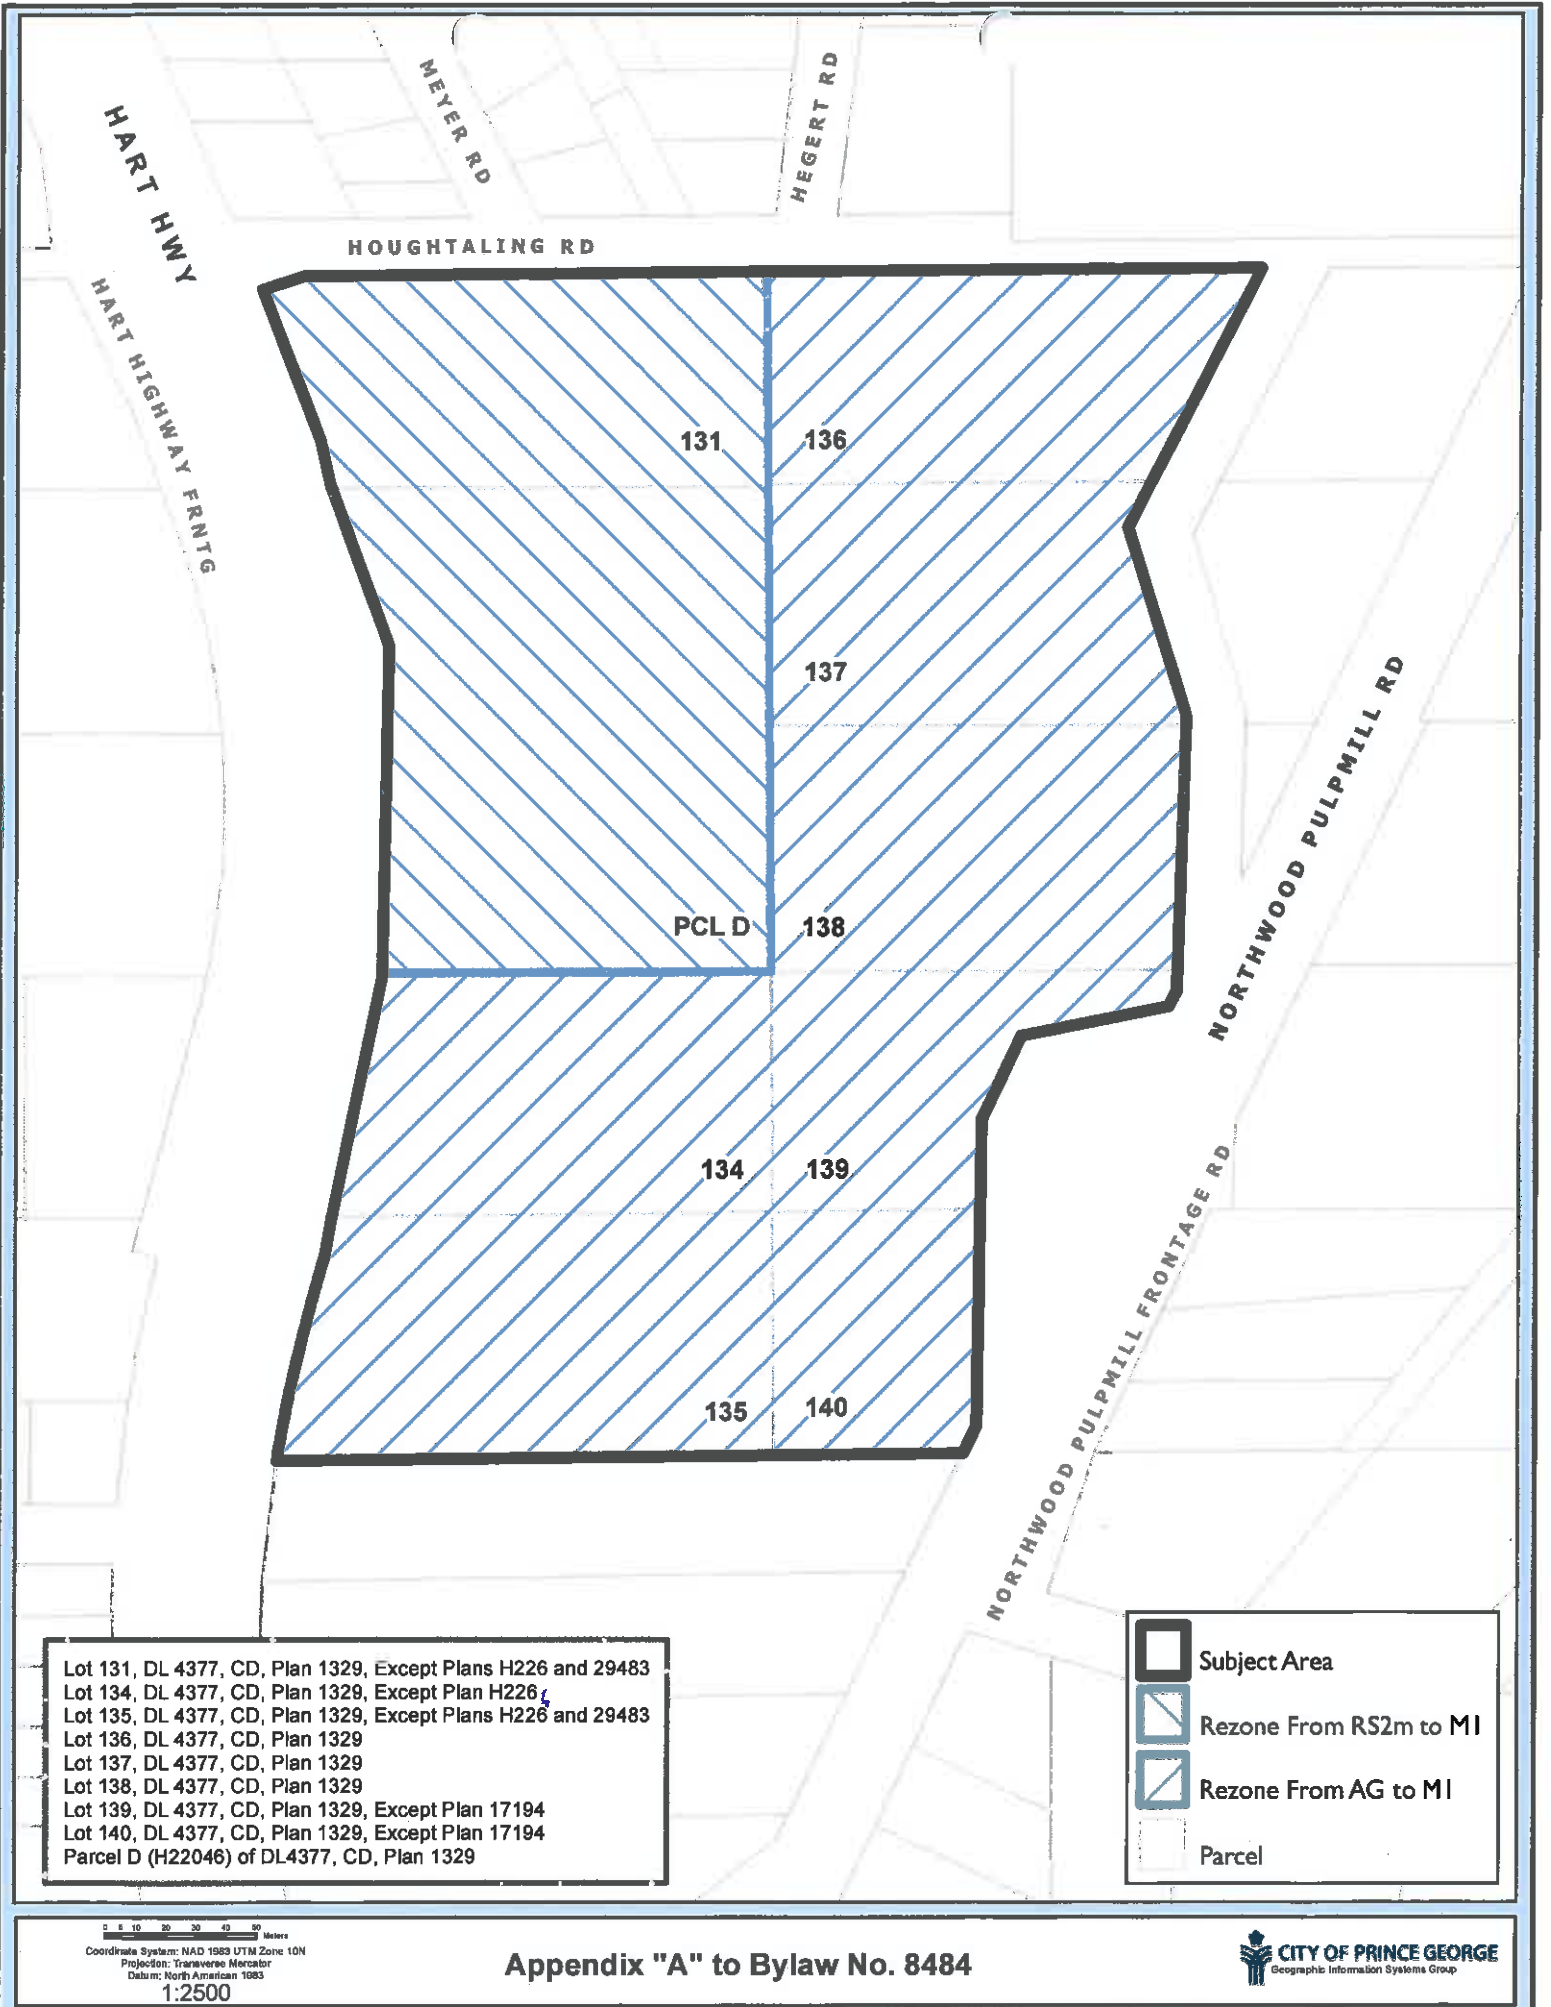 HART HWY
MEYER RD
HEGERT RD
HOUGHTALING RD
HART HIGHWAY FRNTG
131
136
137
PCL D
138
NORTHWOOD PULPMILL RD
134
139
NORTHWOOD PULPMILL FRONTAGE RD
135
140
Lot 131, DL 4377, CD, Plan 1329, Except Plans H226 and 29483
Lot 134, DL 4377, CD, Plan 1329, Except Plan H226
Lot 135, DL 4377, CD, Plan 1329, Except Plans H226 and 29483
Lot 136, DL 4377, CD, Plan 1329
Lot 137, DL 4377, CD, Plan 1329
Lot 138, DL 4377, CD, Plan 1329
Lot 139, DL 4377, CD, Plan 1329, Except Plan 17194
Lot 140, DL 4377, CD, Plan 1329, Except Plan 17194
Parcel D (H22046) of DL4377, CD, Plan 1329
Subject Area
Rezone From RS2m to M1
Rezone From AG to M1
Parcel
0 5 10 20 30 40 50
Meters
Coordinate System: NAD 1983 UTM Zone 10N
Projection: Transverse Mercator
Datum: North American 1983
1:2500
Appendix "A" to Bylaw No. 8484
CITY OF PRINCE GEORGE
Geographic Information Systems Group